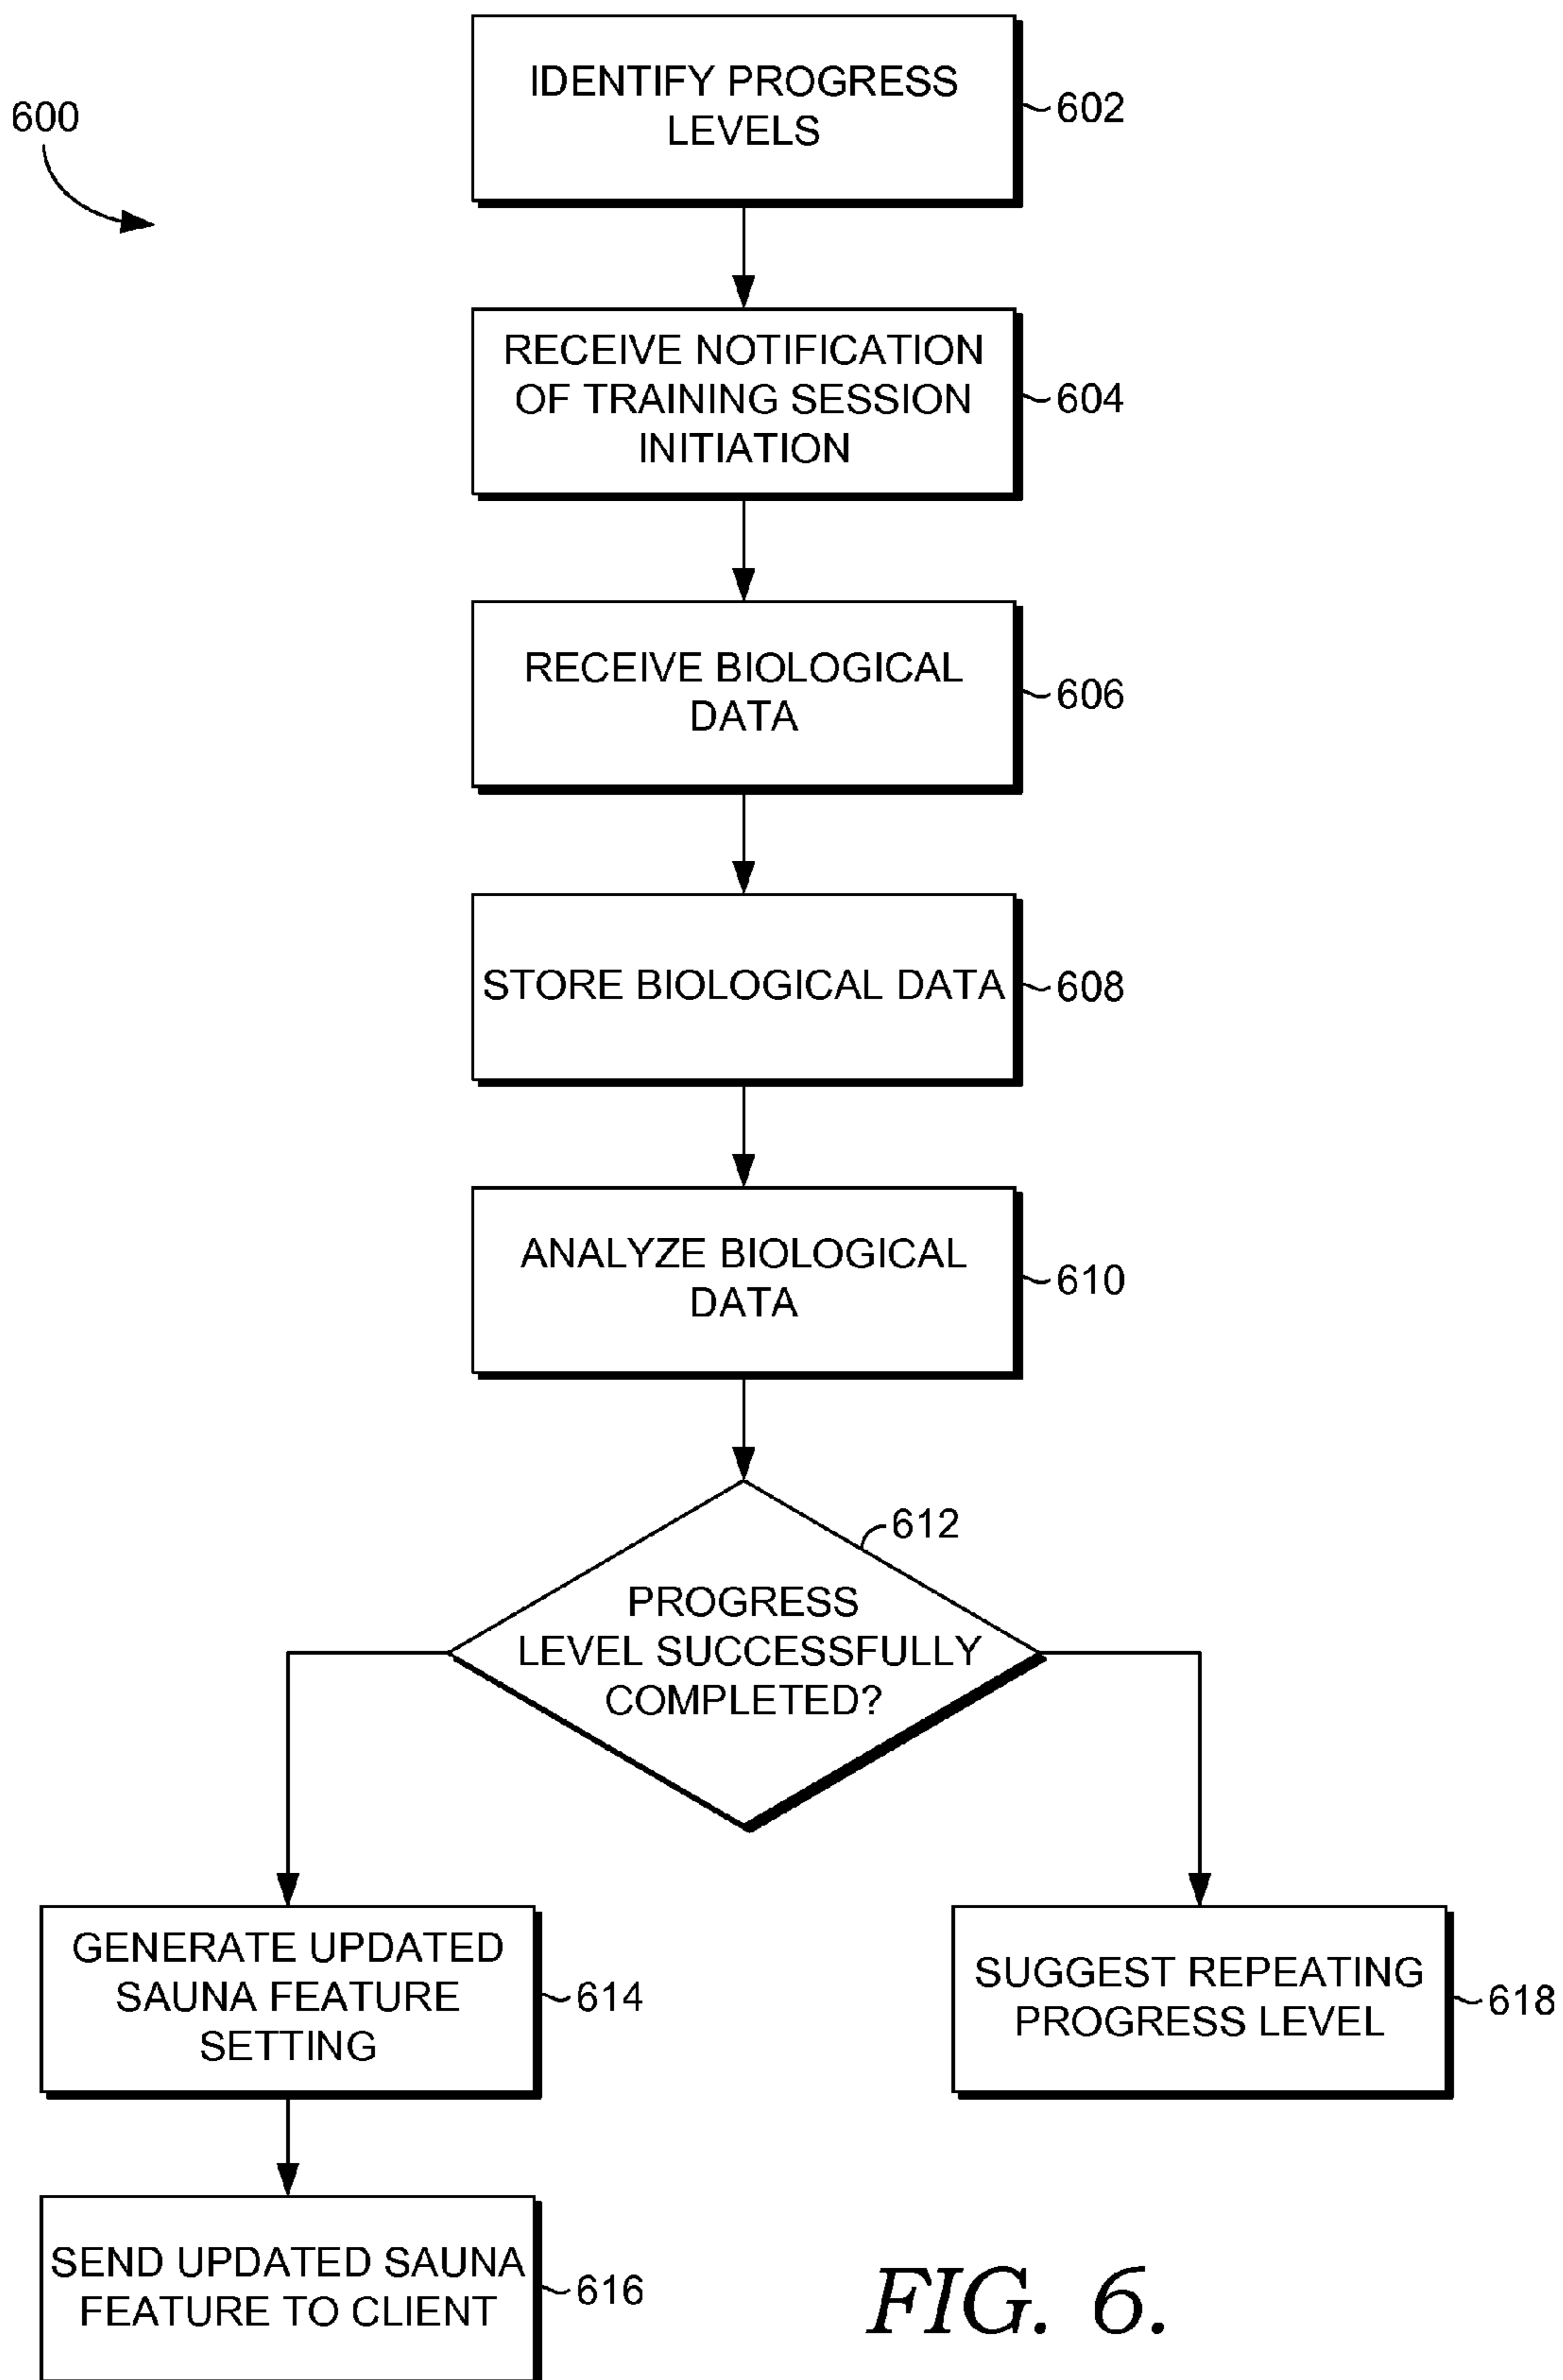 600
IDENTIFY PROGRESS
LEVELS
602
RECEIVE NOTIFICATION
OF TRAINING SESSION
INITIATION
604
RECEIVE BIOLOGICAL
DATA
606
STORE BIOLOGICAL DATA
608
ANALYZE BIOLOGICAL
DATA
610
612
PROGRESS
LEVEL SUCCESSFULLY
COMPLETED?
GENERATE UPDATED
SAUNA FEATURE
SETTING
614
SUGGEST REPEATING
PROGRESS LEVEL
618
SEND UPDATED SAUNA
FEATURE TO CLIENT
616
FIG. 6.